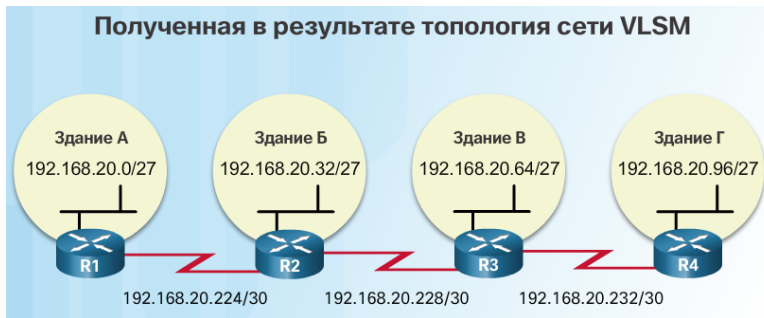 Полученная в результате топология сети VLSM
Здание А
192.168.20.0/27
Здание Б
192.168.20.32/27
Здание В
192.168.20.64/27
Здание Г
192.168.20.96/27
R1
R2
R3
R4
192.168.20.224/30
192.168.20.228/30
192.168.20.232/30